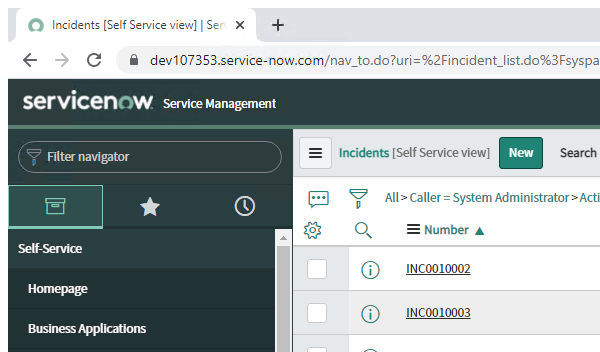 Incidents [Self Service view] | Serv
dev107353.service-now.com/nav_to.do?uri=%2Fincident_list.do%3Fsyspa
servicenow Service Management
Filter navigator
Incidents [Self Service view] New Search
All > Caller = System Administrator > Acti
Number
Self-Service
INC0010002
Homepage
INC0010003
Business Applications